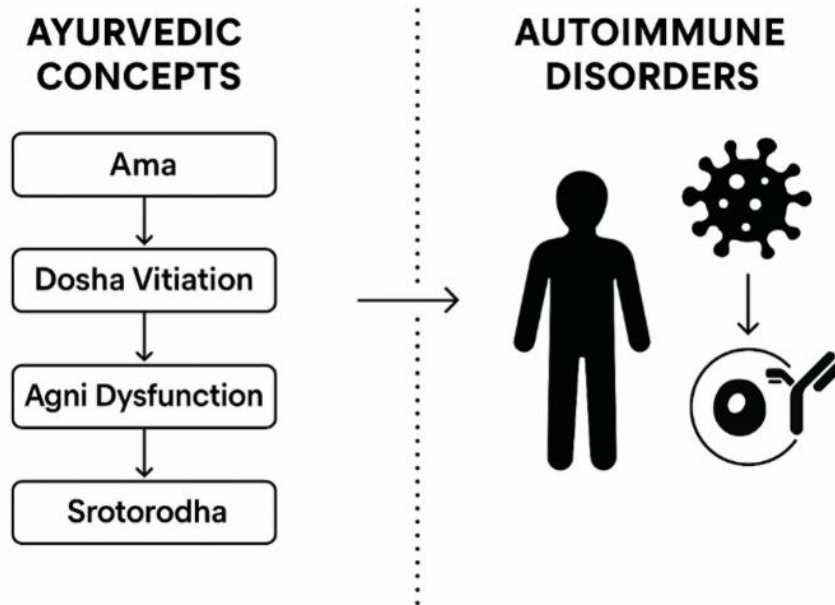 AYURVEDIC
CONCEPTS
Ama
Dosha Vitiation
Agni Dysfunction
Srotorodha
AUTOIMMUNE
DISORDERS